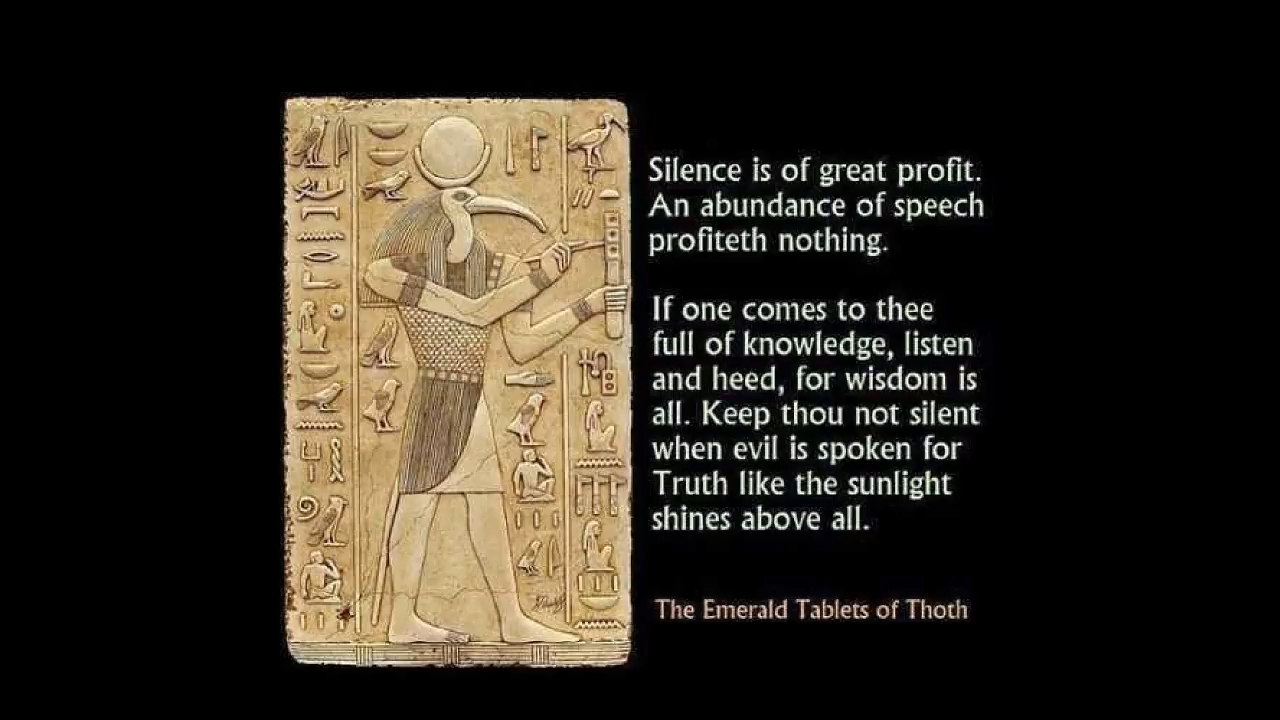 Silence is of great profit.
An abundance of speech
profiteth nothing.
If one comes to thee
full of knowledge, listen
and heed, for wisdom is
all. Keep thou not silent
when evil is spoken for
Truth like the sunlight
shines above all.
The Emerald Tablets of Thoth